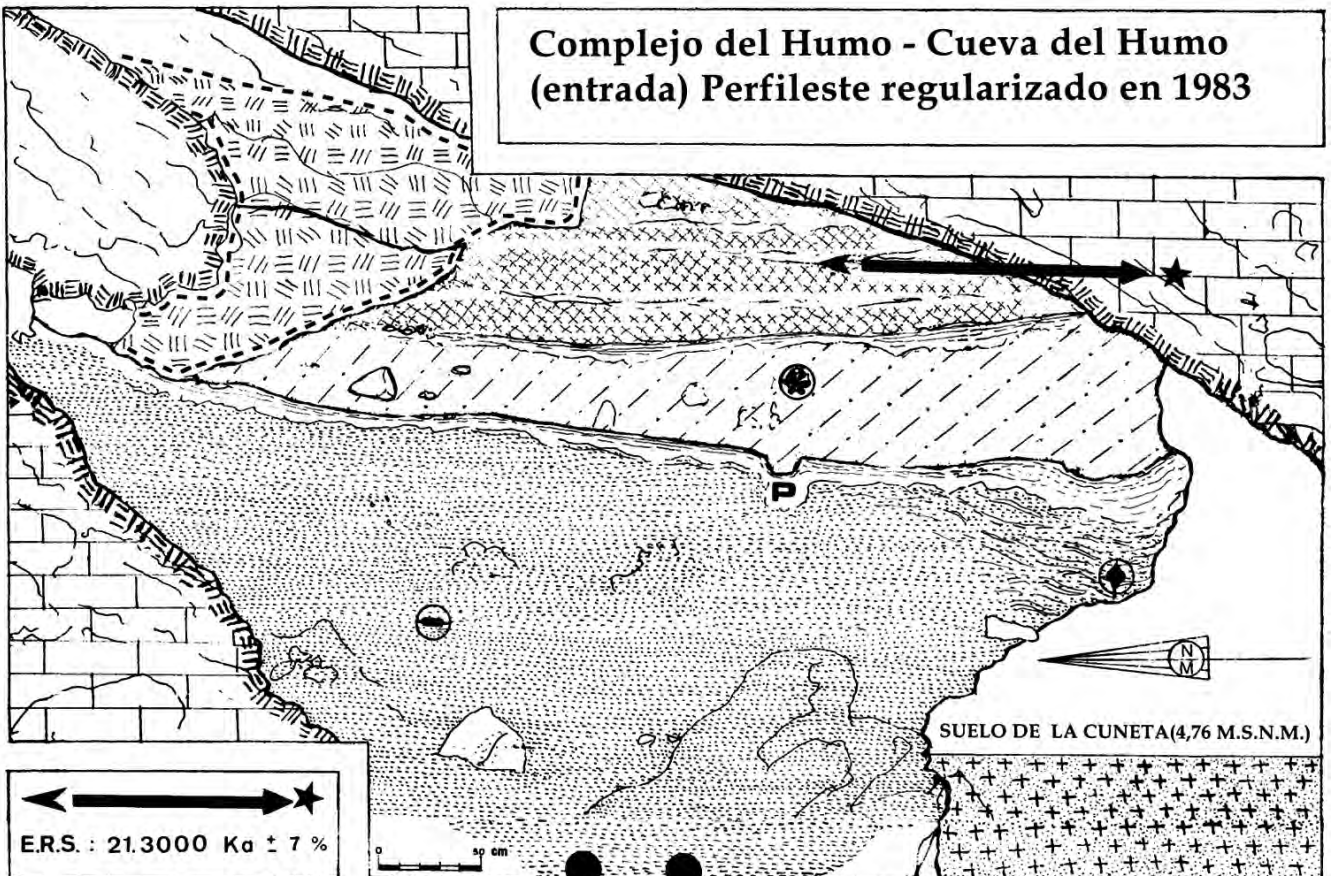 Complejo del Humo - Cueva del Humo
(entrada) Perfileste regularizado en 1983
P
N
M
SUELO DE LA CUNETA(4,76 M.S.N.M.)
E.R.S. : 21.3000 Ka ± 7 %
0 50 cm